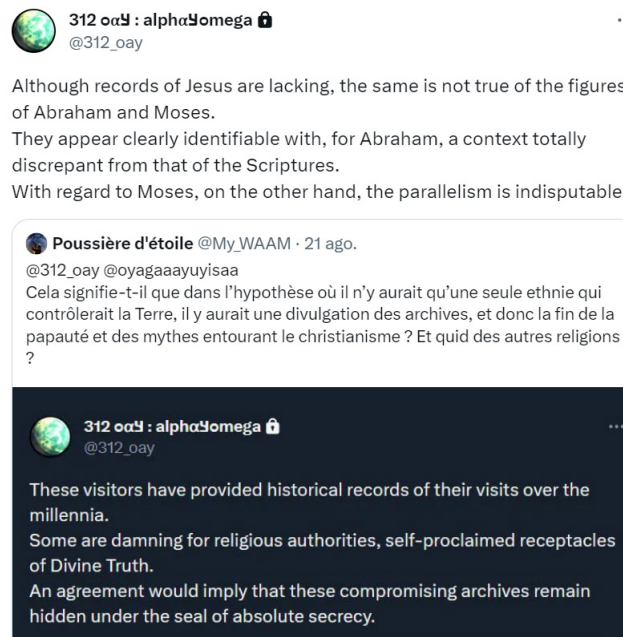 312 oαy : alphαyomega
@312_oay
Although records of Jesus are lacking, the same is not true of the figures
of Abraham and Moses.
They appear clearly identifiable with, for Abraham, a context totally
discrepant from that of the Scriptures.
With regard to Moses, on the other hand, the parallelism is indisputable
Poussière d'étoile @My_WAAM · 21 ago.
@312_oay @oyagaaayuyisaa
Cela signifie-t-il que dans l'hypothèse où il n'y aurait qu'une seule ethnie qui
contrôlerait la Terre, il y aurait une divulgation des archives, et donc la fin de la
papauté et des mythes entourant le christianisme ? Et quid des autres religions
?
312 oαy : alphαyomega
@312_oay
These visitors have provided historical records of their visits over the
millennia.
Some are damning for religious authorities, self-proclaimed receptacles
of Divine Truth.
An agreement would imply that these compromising archives remain
hidden under the seal of absolute secrecy.